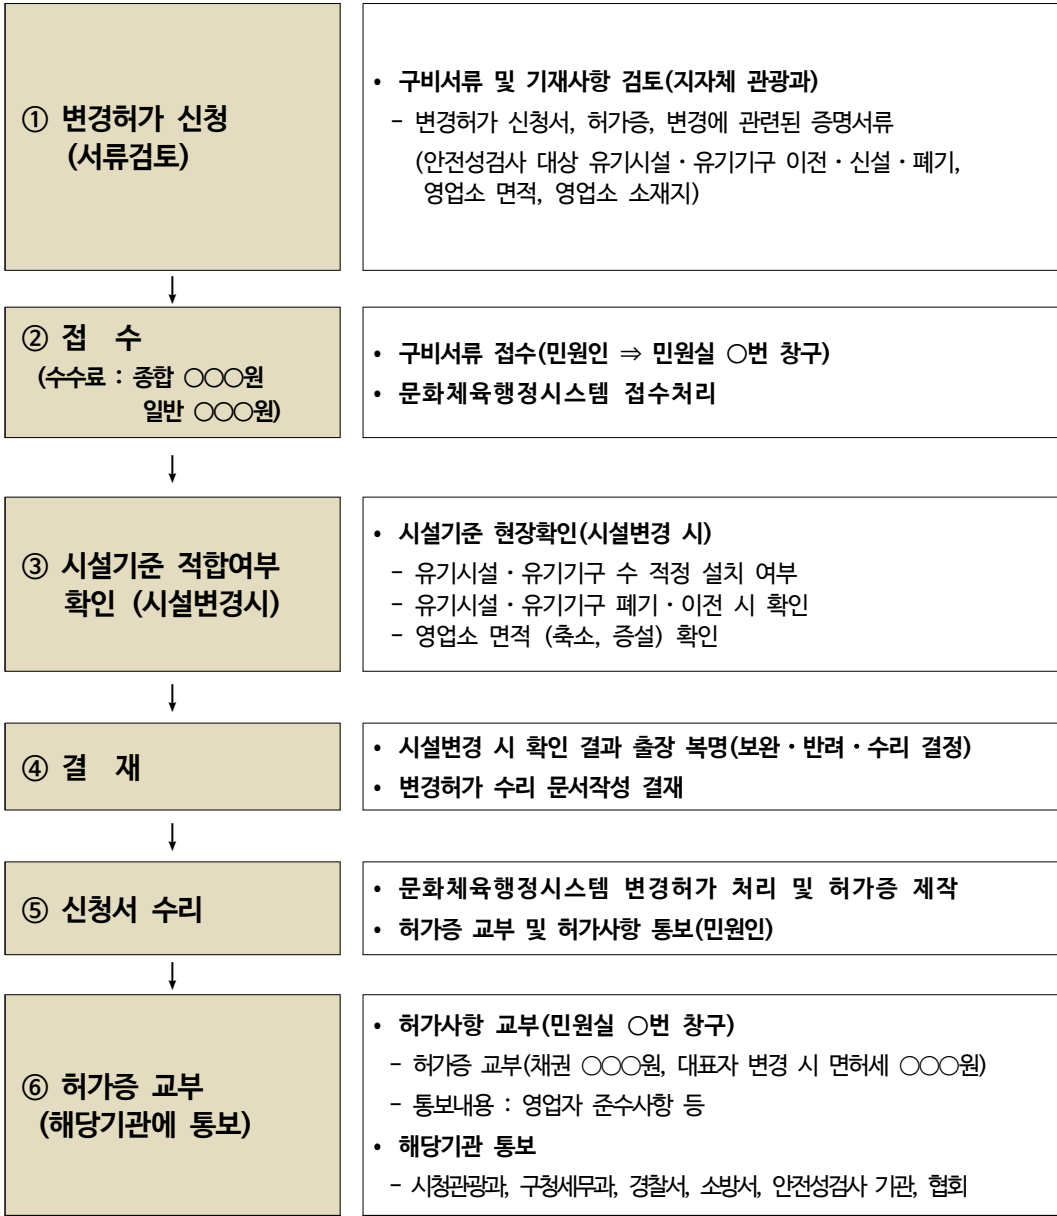 ① 변경허가 신청
(서류검토)
• 구비서류 및 기재사항 검토(지자체 관광과)
- 변경허가 신청서, 허가증, 변경에 관련된 증명서류
(안전성검사 대상 유기시설・유기기구 이전・신설・폐기,
영업소 면적, 영업소 소재지)
↓
② 접 수
(수수료 : 종합 ○○○원
일반 ○○○원)
• 구비서류 접수(민원인 ⇒ 민원실 ○번 창구)
• 문화체육행정시스템 접수처리
↓
③ 시설기준 적합여부
확인 (시설변경시)
• 시설기준 현장확인(시설변경 시)
- 유기시설・유기기구 수 적정 설치 여부
- 유기시설・유기기구 폐기・이전 시 확인
- 영업소 면적 (축소, 증설) 확인
↓
④ 결 재
• 시설변경 시 확인 결과 출장 복명(보완・반려・수리 결정)
• 변경허가 수리 문서작성 결재
↓
⑤ 신청서 수리
• 문화체육행정시스템 변경허가 처리 및 허가증 제작
• 허가증 교부 및 허가사항 통보(민원인)
↓
⑥ 허가증 교부
(해당기관에 통보)
• 허가사항 교부(민원실 ○번 창구)
- 허가증 교부(채권 ○○○원, 대표자 변경 시 면허세 ○○○원)
- 통보내용 : 영업자 준수사항 등
• 해당기관 통보
- 시청관광과, 구청세무과, 경찰서, 소방서, 안전성검사 기관, 협회